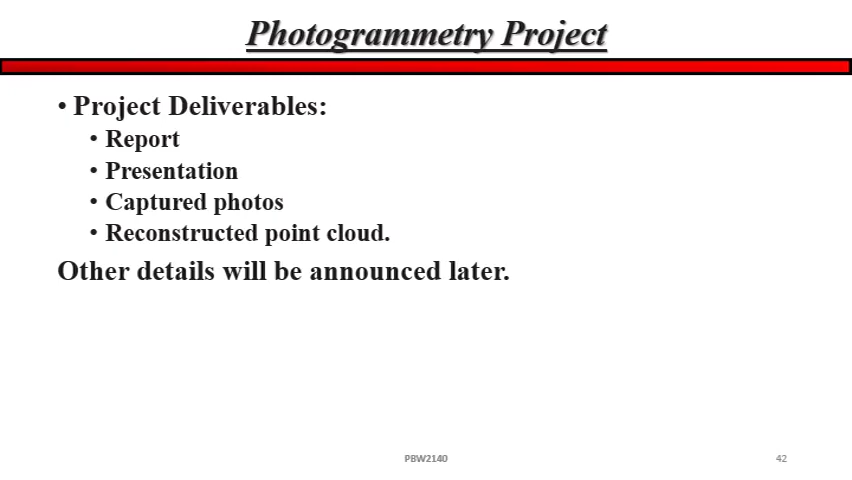 Photogrammetry Project
• Project Deliverables:
• Report
• Presentation
• Captured photos
• Reconstructed point cloud.
Other details will be announced later.
PBW2140
42